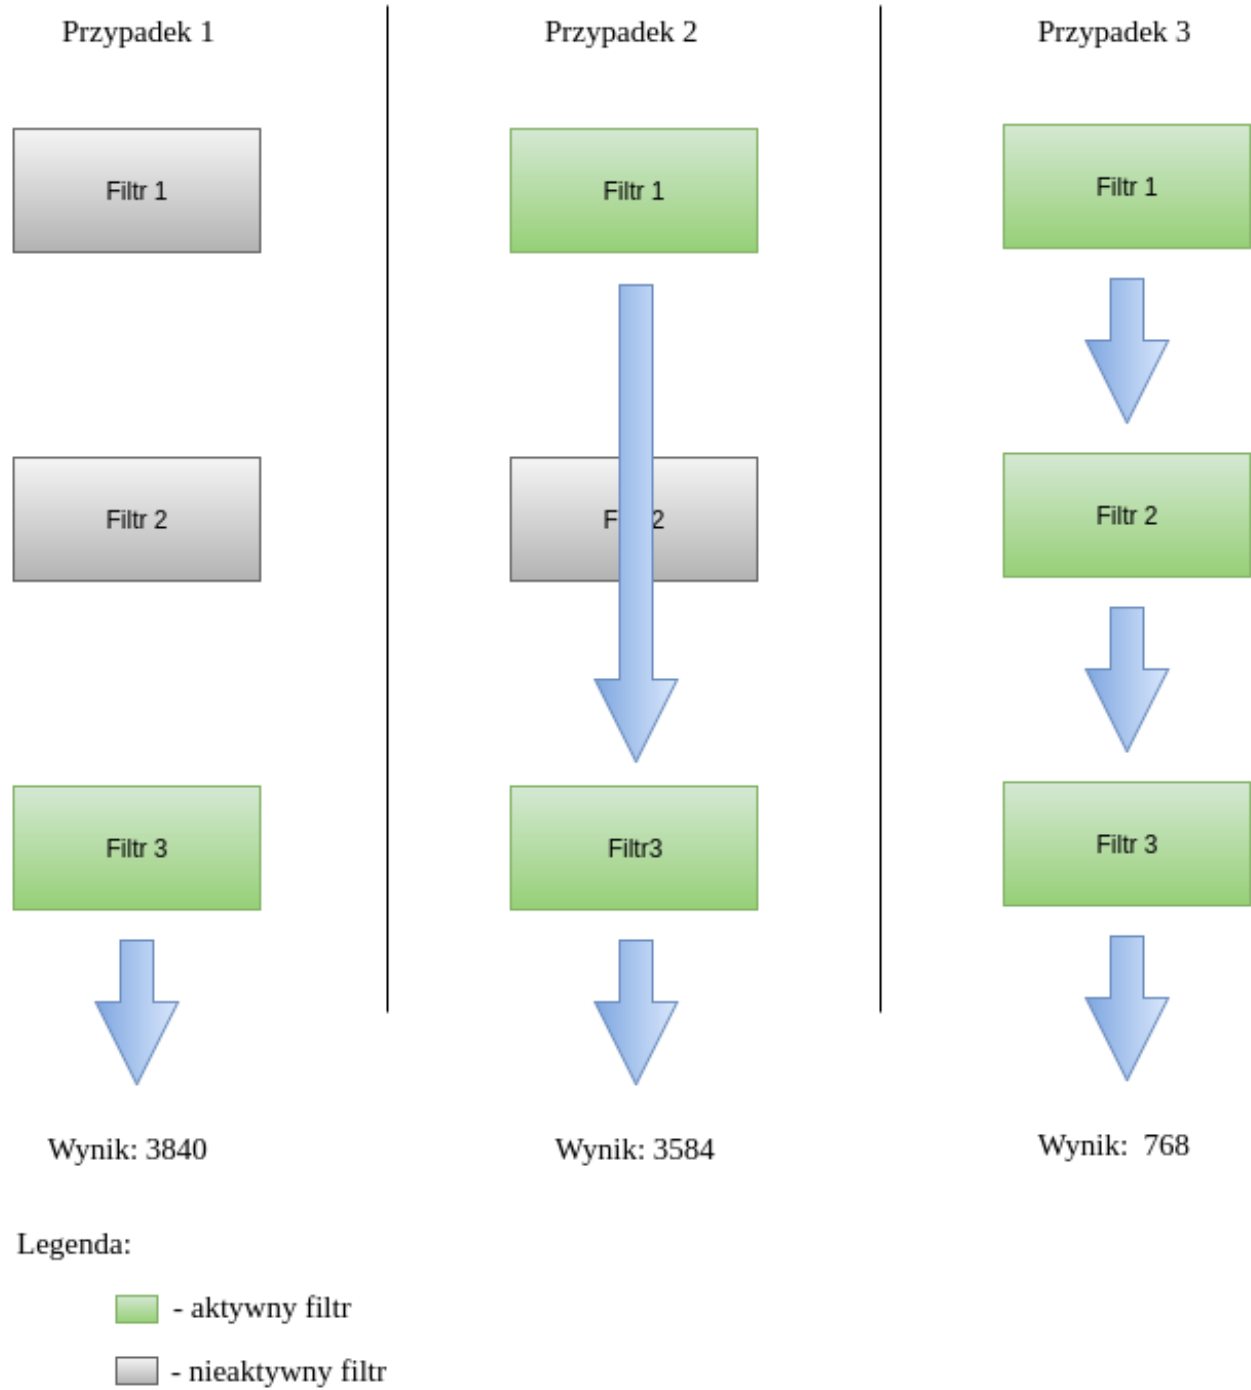 Przypadek 1
Przypadek 2
Przypadek 3
Filtr 1
Filtr 1
Filtr 1
Filtr 2
F 2
Filtr 2
Filtr 3
Filtr3
Filtr 3
Wynik: 3840
Wynik: 3584
Wynik: 768
Legenda:
- aktywny filtr
- nieaktywny filtr